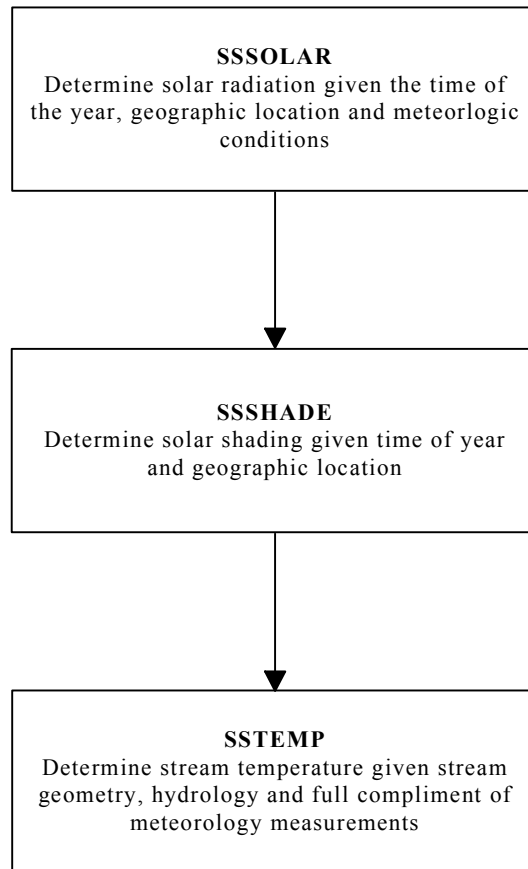 SSSOLAR
Determine solar radiation given the time of
the year, geographic location and meteorlogic
conditions
SSSHADE
Determine solar shading given time of year
and geographic location
SSTEMP
Determine stream temperature given stream
geometry, hydrology and full compliment of
meteorology measurements